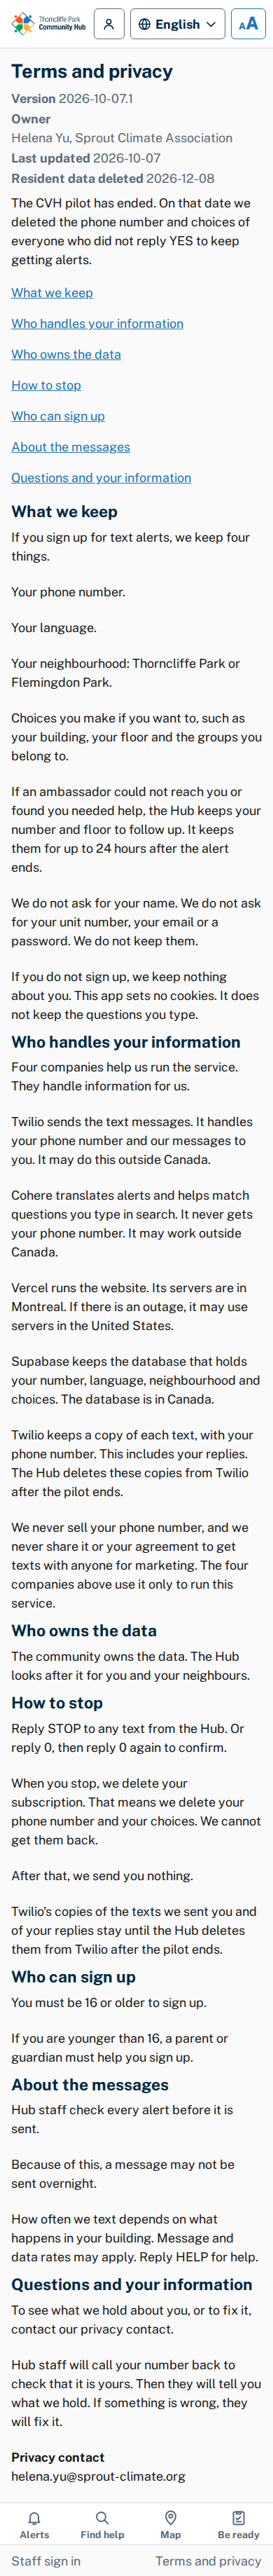 Thorncliffe Park
Community Hub
English
AA
Terms and privacy
Version 2026-10-07.1
Owner
Helena Yu, Sprout Climate Association
Last updated 2026-10-07
Resident data deleted 2026-12-08
The CVH pilot has ended. On that date we
deleted the phone number and choices of
everyone who did not reply YES to keep
getting alerts.
What we keep
Who handles your information
Who owns the data
How to stop
Who can sign up
About the messages
Questions and your information
What we keep
If you sign up for text alerts, we keep four
things.
Your phone number.
Your language.
Your neighbourhood: Thorncliffe Park or
Flemingdon Park.
Choices you make if you want to, such as
your building, your floor and the groups you
belong to.
If an ambassador could not reach you or
found you needed help, the Hub keeps your
number and floor to follow up. It keeps
them for up to 24 hours after the alert
ends.
We do not ask for your name. We do not ask
for your unit number, your email or a
password. We do not keep them.
If you do not sign up, we keep nothing
about you. This app sets no cookies. It does
not keep the questions you type.
Who handles your information
Four companies help us run the service.
They handle information for us.
Twilio sends the text messages. It handles
your phone number and our messages to
you. It may do this outside Canada.
Cohere translates alerts and helps match
questions you type in search. It never gets
your phone number. It may work outside
Canada.
Vercel runs the website. Its servers are in
Montreal. If there is an outage, it may use
servers in the United States.
Supabase keeps the database that holds
your number, language, neighbourhood and
choices. The database is in Canada.
Twilio keeps a copy of each text, with your
phone number. This includes your replies.
The Hub deletes these copies from Twilio
after the pilot ends.
We never sell your phone number, and we
never share it or your agreement to get
texts with anyone for marketing. The four
companies above use it only to run this
service.
Who owns the data
The community owns the data. The Hub
looks after it for you and your neighbours.
How to stop
Reply STOP to any text from the Hub. Or
reply 0, then reply 0 again to confirm.
When you stop, we delete your
subscription. That means we delete your
phone number and your choices. We cannot
get them back.
After that, we send you nothing.
Twilio's copies of the texts we sent you and
of your replies stay until the Hub deletes
them from Twilio after the pilot ends.
Who can sign up
You must be 16 or older to sign up.
If you are younger than 16, a parent or
guardian must help you sign up.
About the messages
Hub staff check every alert before it is
sent.
Because of this, a message may not be
sent overnight.
How often we text depends on what
happens in your building. Message and
data rates may apply. Reply HELP for help.
Questions and your information
To see what we hold about you, or to fix it,
contact our privacy contact.
Hub staff will call your number back to
check that it is yours. Then they will tell you
what we hold. If something is wrong, they
will fix it.
Privacy contact
helena.yu@sprout-climate.org
Alerts
Find help
Map
Be ready
Staff sign in
Terms and privacy